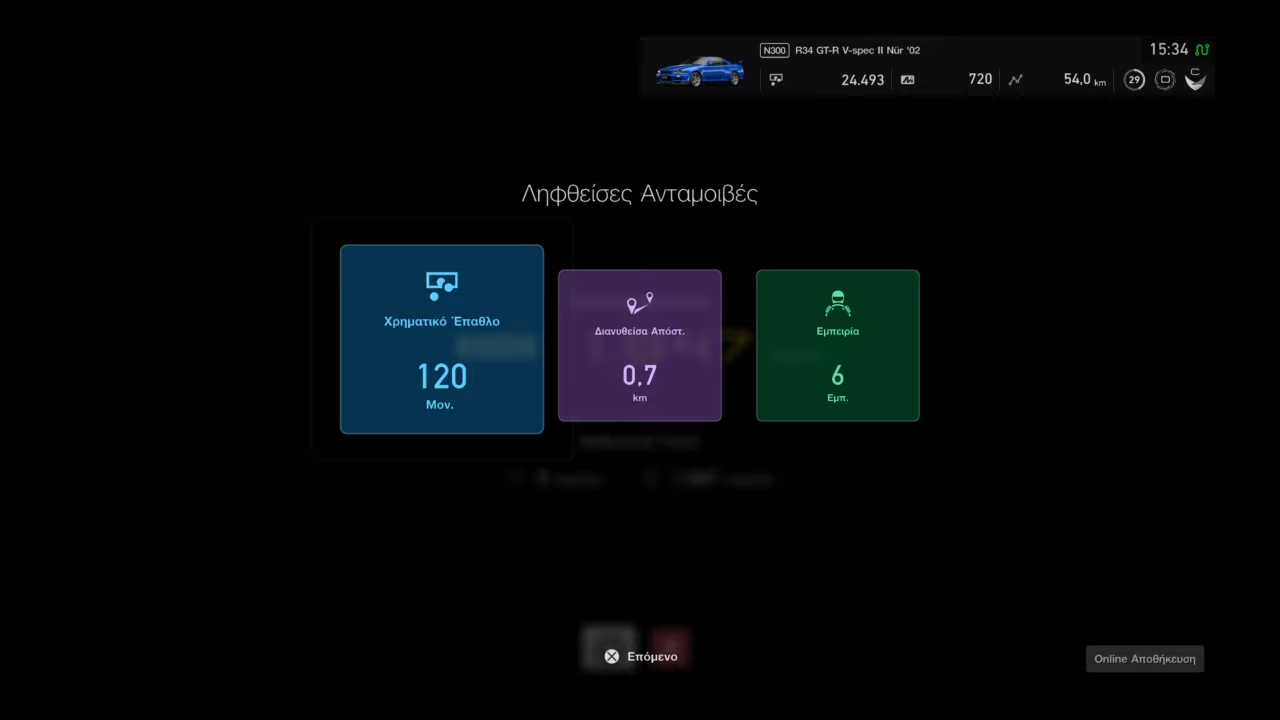 N300 R34 GT-R V-spec II Nür '02
15:34
24.493
720
54,0 km
29
D
C
Ληφθείσες Ανταμοιβές
Χρηματικό Έπαθλο
120
Μον.
Διανυθείσα Απόστ.
0,7
km
Εμπειρία
6
Εμπ.
Επόμενο
Online Αποθήκευση